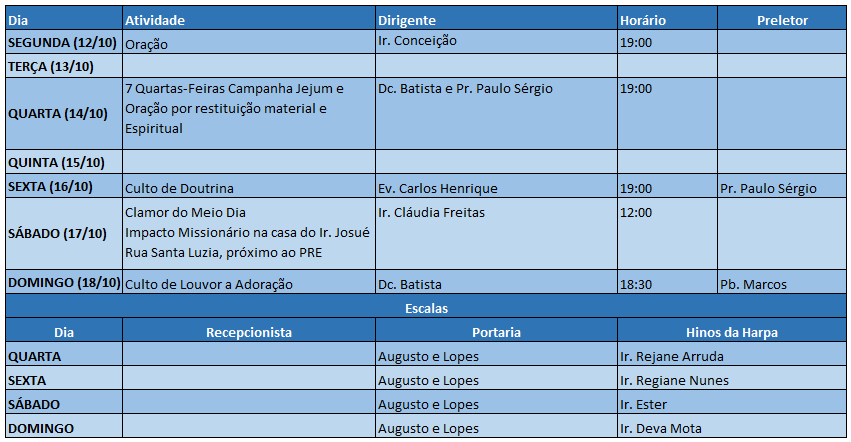 Dia Atividade Dirigente Horário Preletor
SEGUNDA (12/10) Oração Ir. Conceição 19:00
TERÇA (13/10)
QUARTA (14/10) 7 Quartas-Feiras Campanha Jejum e Oração por restituição material e Espiritual Dc. Batista e Pr. Paulo Sérgio 19:00
QUINTA (15/10)
SEXTA (16/10) Culto de Doutrina Ev. Carlos Henrique 19:00 Pr. Paulo Sérgio
SÁBADO (17/10) Clamor do Meio Dia Impacto Missionário na casa do Ir. Josué Rua Santa Luzia, próximo ao PRE Ir. Cláudia Freitas 12:00
DOMINGO (18/10) Culto de Louvor a Adoração Dc. Batista 18:30 Pb. Marcos
Escalas
Dia Recepcionista Portaria Hinos da Harpa
QUARTA Augusto e Lopes Ir. Rejane Arruda
SEXTA Augusto e Lopes Ir. Regiane Nunes
SÁBADO Augusto e Lopes Ir. Ester
DOMINGO Augusto e Lopes Ir. Deva Mota